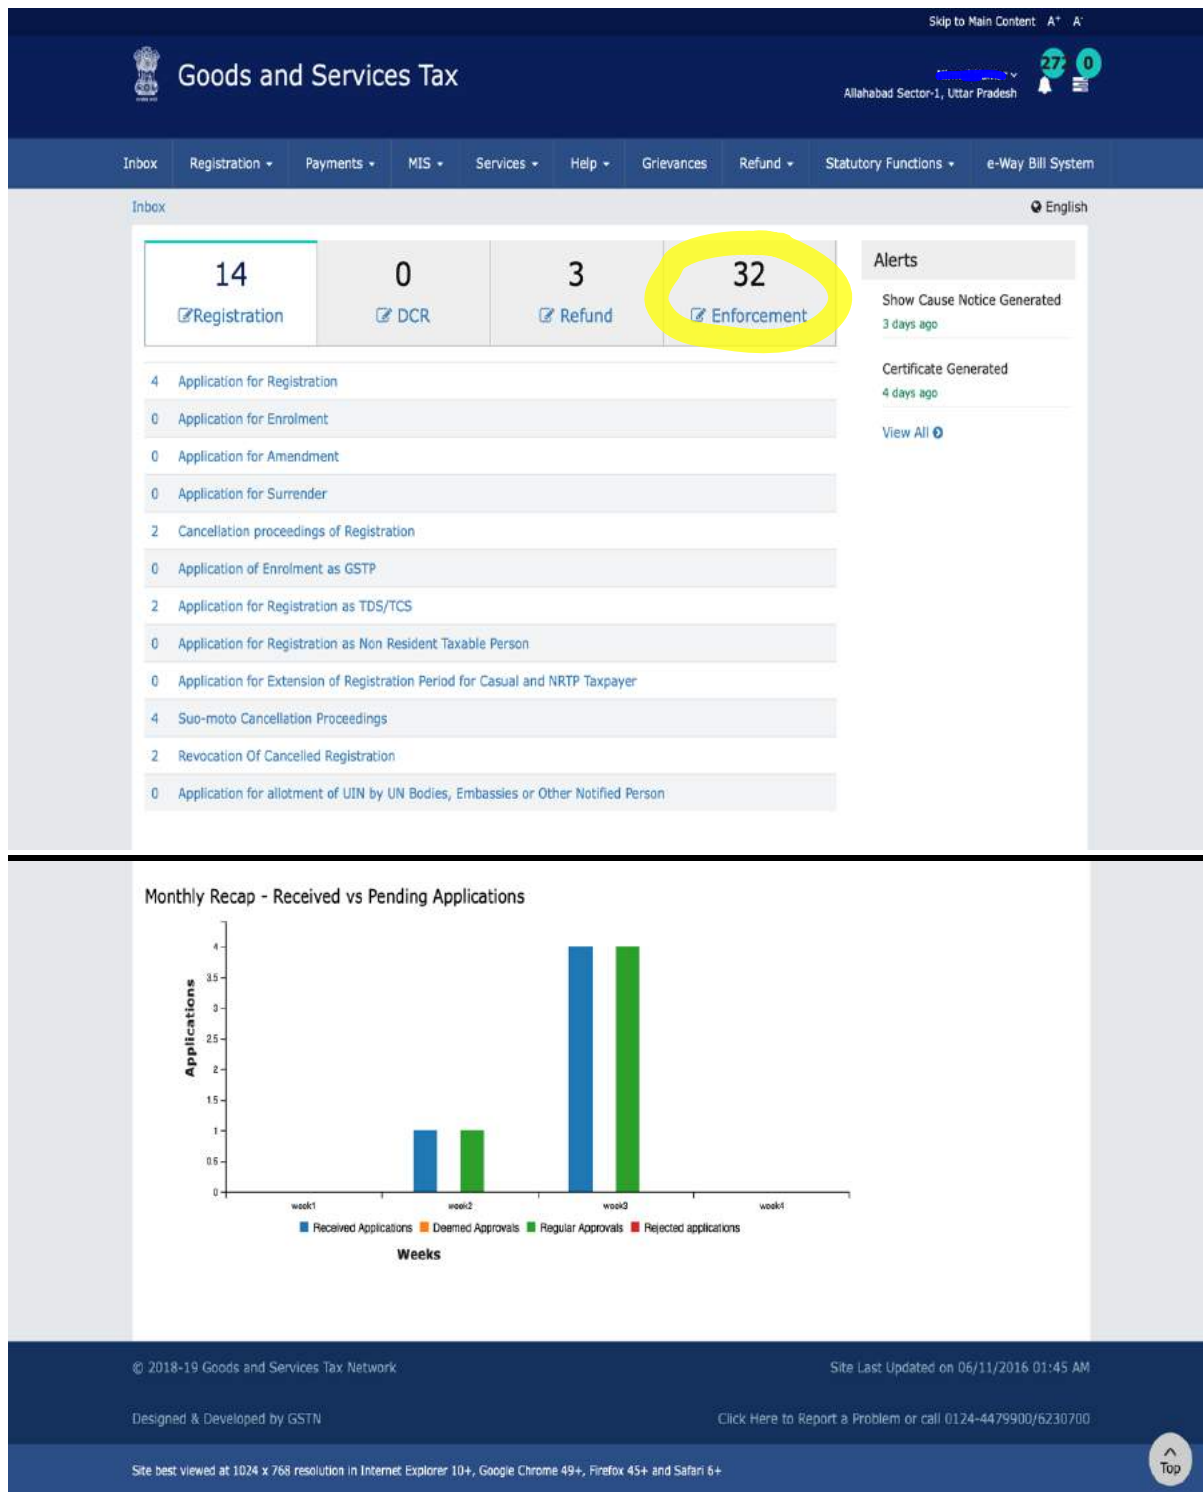 Skip to Main Content A+ A-
Goods and Services Tax
Allahabad Sector-1, Uttar Pradesh
0
Inbox Registration Payments MIS Services Help Grievances Refund Statutory Functions e-Way Bill System
Inbox
English
14 0 3 32
Registration DCR Refund Enforcement
4 Application for Registration
0 Application for Enrolment
0 Application for Amendment
0 Application for Surrender
2 Cancellation proceedings of Registration
0 Application of Enrolment as GSTP
2 Application for Registration as TDS/TCS
0 Application for Registration as Non Resident Taxable Person
0 Application for Extension of Registration Period for Casual and NRTP Taxpayer
4 Suo-moto Cancellation Proceedings
2 Revocation Of Cancelled Registration
0 Application for allotment of UIN by UN Bodies, Embassies or Other Notified Person
Alerts
Show Cause Notice Generated
3 days ago
Certificate Generated
4 days ago
View All
Monthly Recap - Received vs Pending Applications
Applications
4
3.5
3
2.5
2
1.5
1
0.5
0
week1 week2 week3 week4
Received Applications Deemed Approvals Regular Approvals Rejected applications
Weeks
© 2018-19 Goods and Services Tax Network
Site Last Updated on 06/11/2016 01:45 AM
Designed & Developed by GSTN
Click Here to Report a Problem or call 0124-4479900/6230700
Site best viewed at 1024 x 768 resolution in Internet Explorer 10+, Google Chrome 49+, Firefox 45+ and Safari 6+
Top